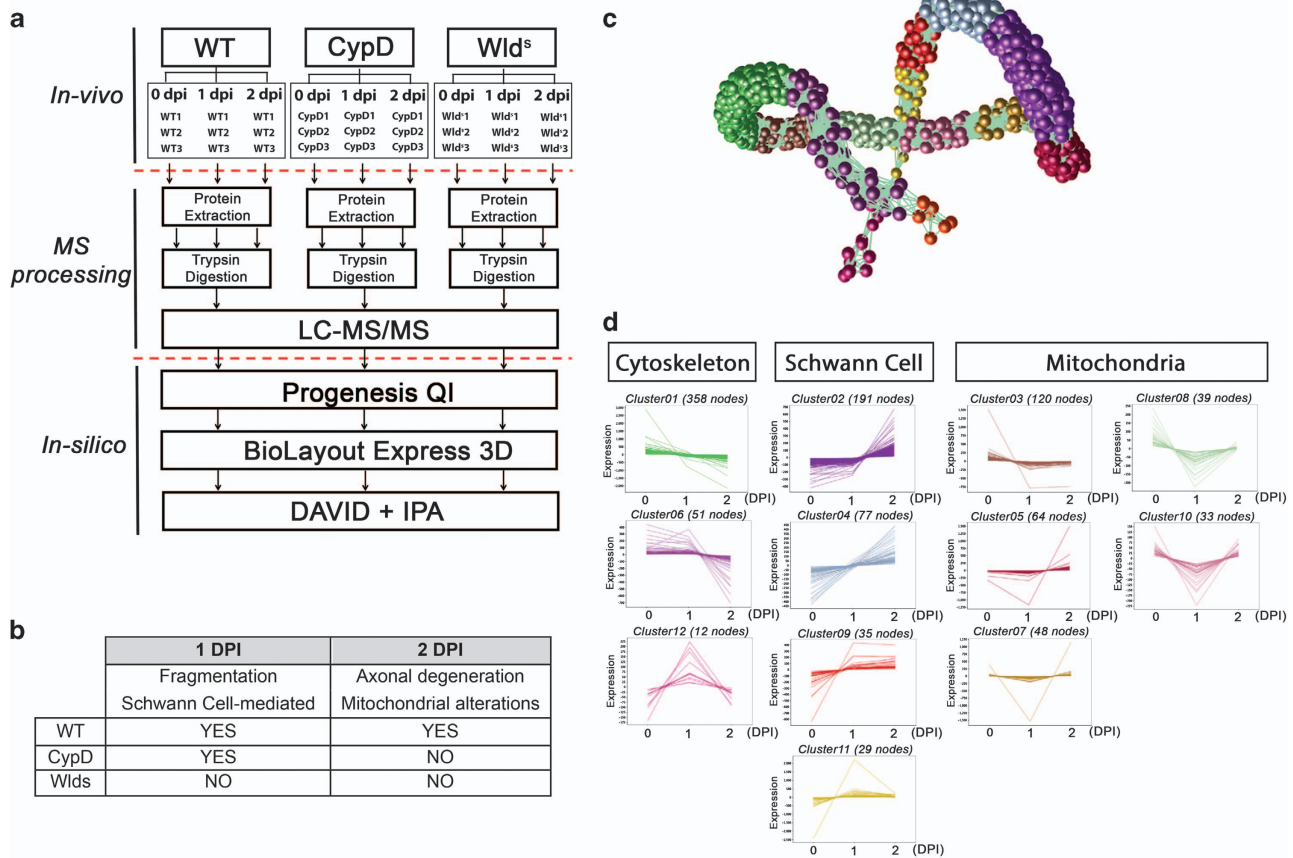 a
WT CypD Wldˢ
In-vivo
0 dpi 1 dpi 2 dpi 0 dpi 1 dpi 2 dpi 0 dpi 1 dpi 2 dpi
WT1 WT1 WT1 CypD1 CypD1 CypD1 Wldˢ1 Wldˢ1 Wldˢ1
WT2 WT2 WT2 CypD2 CypD2 CypD2 Wldˢ2 Wldˢ2 Wldˢ2
WT3 WT3 WT3 CypD3 CypD3 CypD3 Wldˢ3 Wldˢ3 Wldˢ3
MS processing
Protein Extraction Protein Extraction Protein Extraction
Trypsin Digestion Trypsin Digestion Trypsin Digestion
LC-MS/MS
In-silico
Progenesis QI
BioLayout Express 3D
DAVID + IPA
b
1 DPI 2 DPI
Fragmentation Axonal degeneration
Schwann Cell-mediated Mitochondrial alterations
WT YES YES
CypD YES NO
Wlds NO NO
c
d
Cytoskeleton Schwann Cell Mitochondria
Cluster01 (358 nodes) Cluster02 (191 nodes) Cluster03 (120 nodes) Cluster08 (39 nodes)
Expression Expression Expression Expression
0 1 2 (DPI) 0 1 2 (DPI) 0 1 2 (DPI) 0 1 2 (DPI)
Cluster06 (51 nodes) Cluster04 (77 nodes) Cluster05 (64 nodes) Cluster10 (33 nodes)
Expression Expression Expression Expression
0 1 2 (DPI) 0 1 2 (DPI) 0 1 2 (DPI) 0 1 2 (DPI)
Cluster12 (12 nodes) Cluster09 (35 nodes) Cluster07 (48 nodes)
Expression Expression Expression
0 1 2 (DPI) 0 1 2 (DPI) 0 1 2 (DPI)
Cluster11 (29 nodes)
Expression
0 1 2 (DPI)